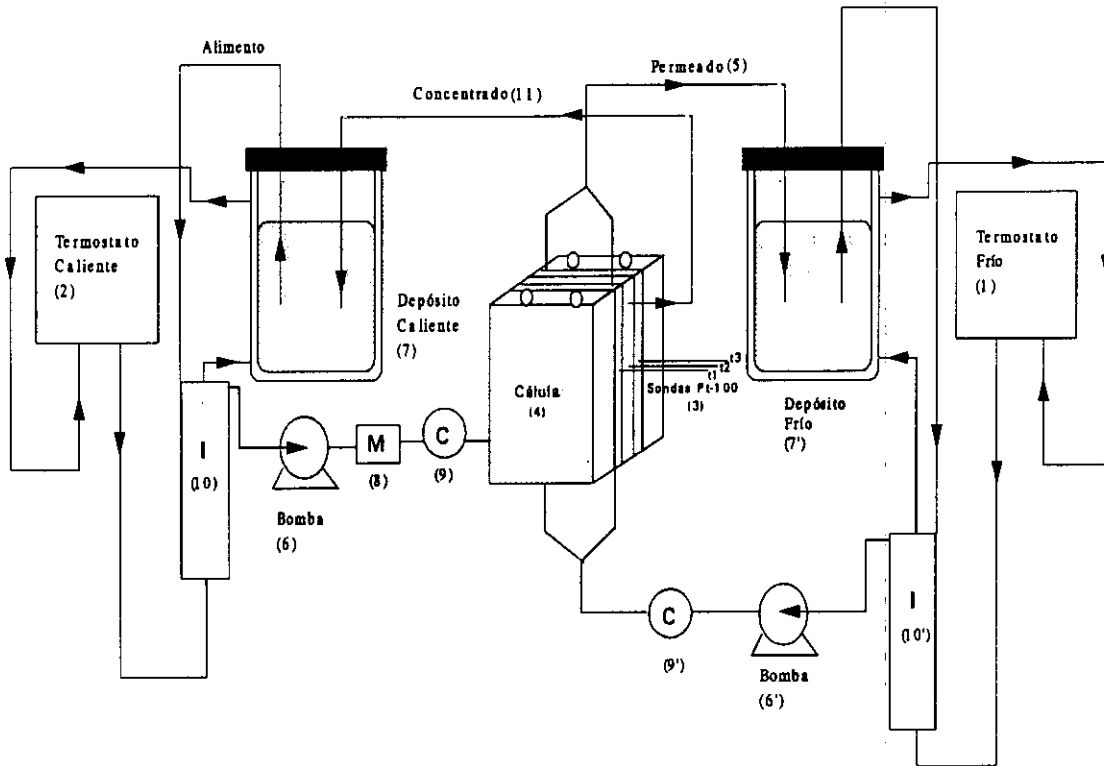 Alimento
Permeado (5)
Concentrado (11)
Termostato
Caliente
(2)
Depósito
Caliente
(7)
Termostato
Frío
(1)
t3
t2
t1
Sondas Pt-100
(3)
Célula
(4)
Depósito
Frío
(7')
I
(10)
M
(8)
C
(9)
Bomba
(6)
C
(9')
Bomba
(6')
I
(10')